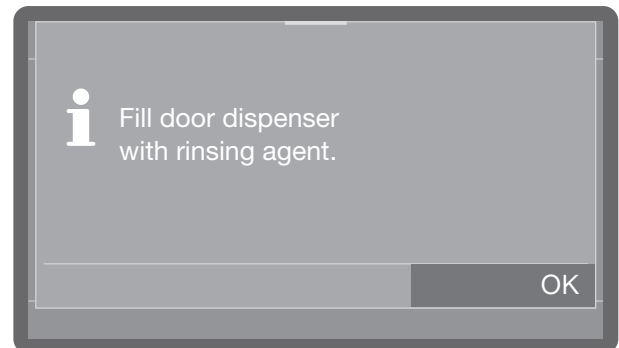 Fill door dispenser
with rinsing agent.
OK